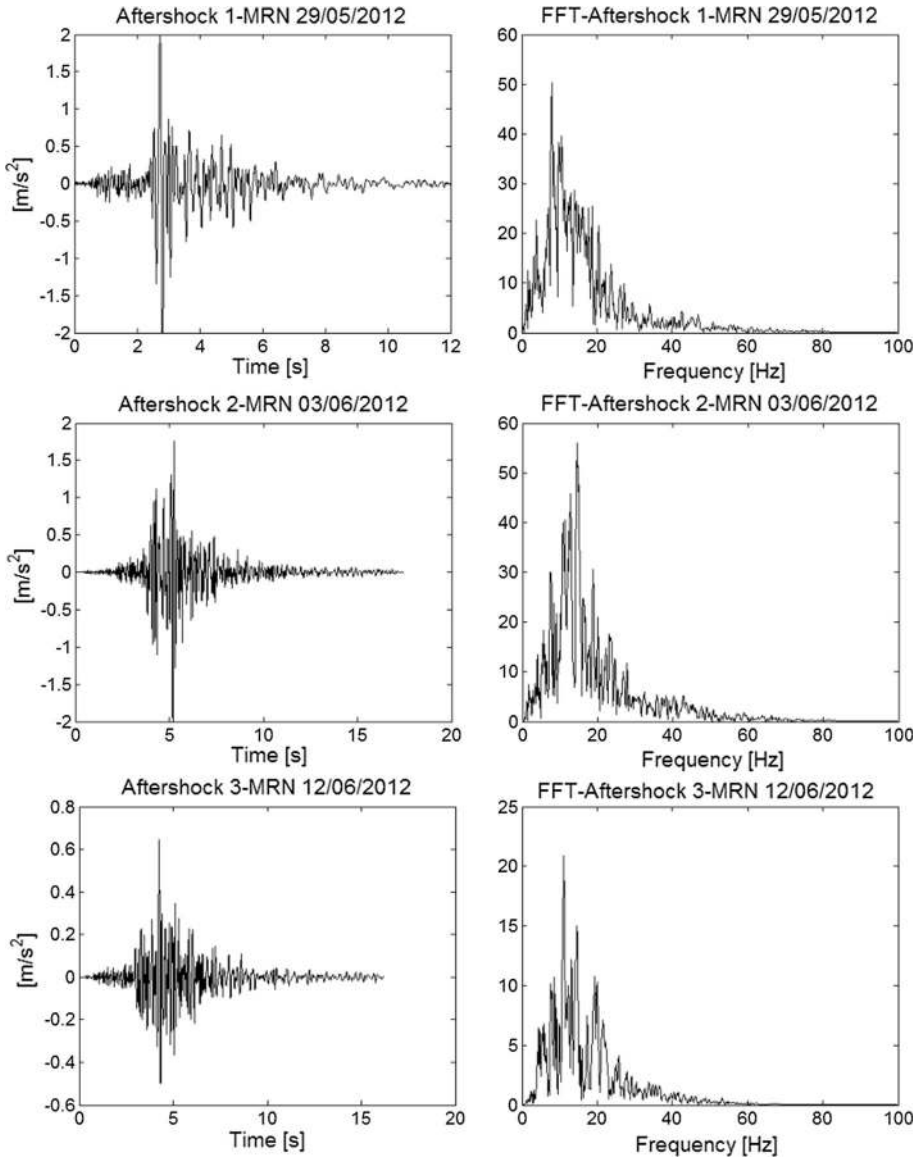 Aftershock 1-MRN 29/05/2012
2
1.5
1
0.5
0
-0.5
-1
-1.5
-2
[m/s²]
0 2 4 6 8 10 12
Time [s]
FFT-Aftershock 1-MRN 29/05/2012
60
50
40
30
20
10
0
0 20 40 60 80 100
Frequency [Hz]
Aftershock 2-MRN 03/06/2012
2
1.5
1
0.5
0
-0.5
-1
-1.5
-2
[m/s²]
0 5 10 15 20
Time [s]
FFT-Aftershock 2-MRN 03/06/2012
60
50
40
30
20
10
0
0 20 40 60 80 100
Frequency [Hz]
Aftershock 3-MRN 12/06/2012
0.8
0.6
0.4
0.2
0
-0.2
-0.4
-0.6
[m/s²]
0 5 10 15 20
Time [s]
FFT-Aftershock 3-MRN 12/06/2012
25
20
15
10
5
0
0 20 40 60 80 100
Frequency [Hz]